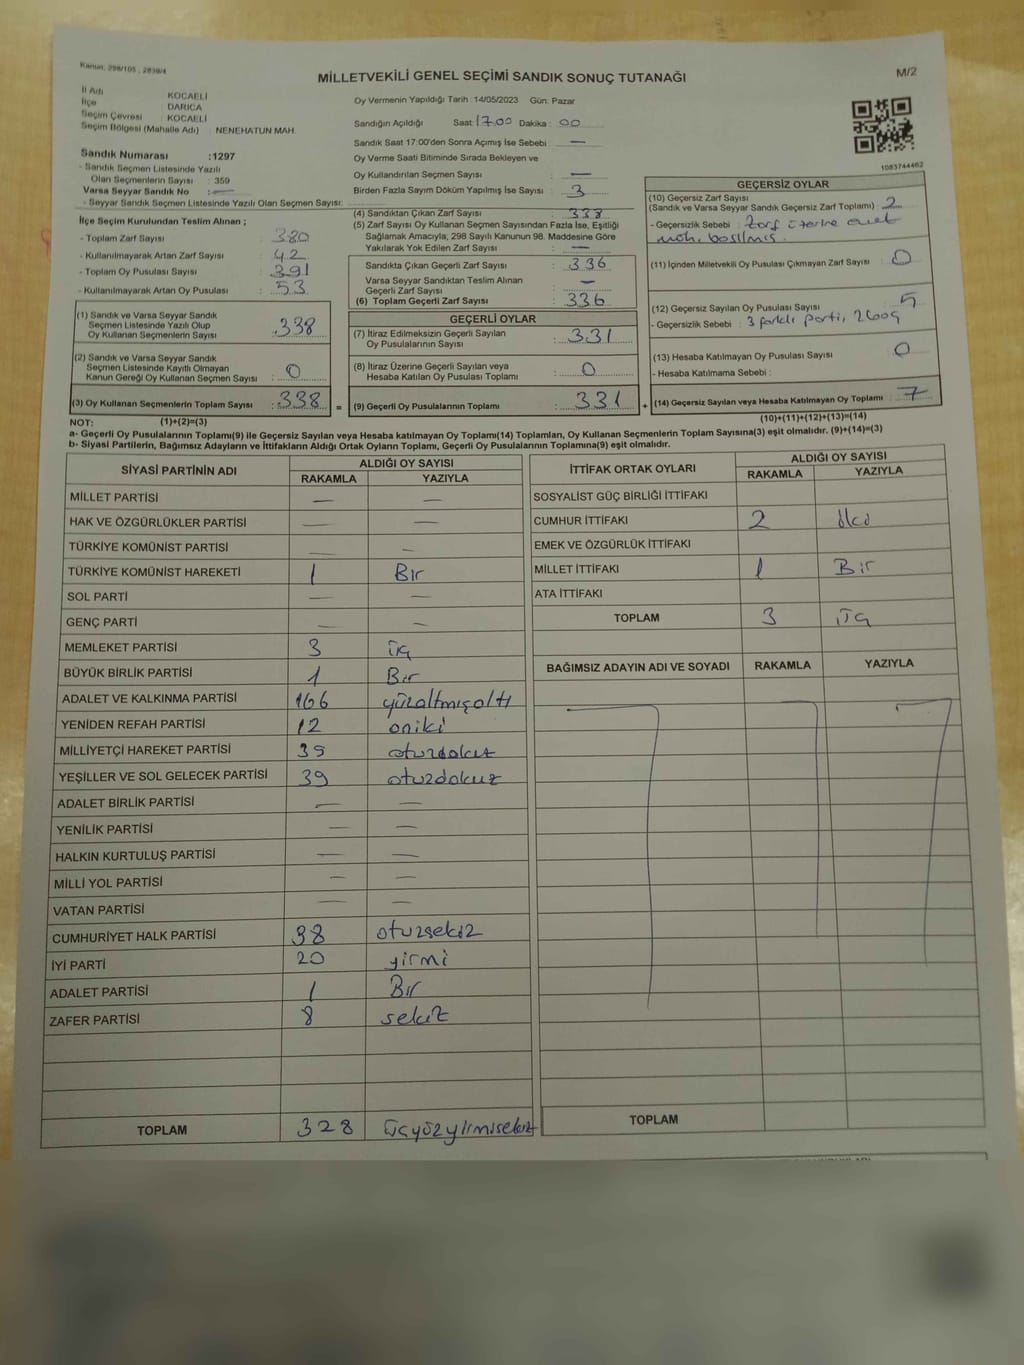 Kanun: 298/105 ; 2839/4
MİLLETVEKİLİ GENEL SEÇİMİ SANDIK SONUÇ TUTANAĞI
M/2
İl Adı : KOCAELİ
İlçe : DARICA
Seçim Çevresi : KOCAELİ
Seçim Bölgesi (Mahalle Adı) : NENEHATUN MAH.
Sandık Numarası :1297
- Sandık Seçmen Listesinde Yazılı
Olan Seçmenlerin Sayısı : 359
Varsa Seyyar Sandık No : —
- Seyyar Sandık Seçmen Listesinde Yazılı Olan Seçmen Sayısı:
İlçe Seçim Kurulundan Teslim Alınan ;
- Toplam Zarf Sayısı : 380
- Kullanılmayarak Artan Zarf Sayısı : 42
- Toplam Oy Pusulası Sayısı : 391
- Kullanılmayarak Artan Oy Pusulası : 53
(1) Sandık ve Varsa Seyyar Sandık
Seçmen Listesinde Yazılı Olup
Oy Kullanan Seçmenlerin Sayısı : 338
(2) Sandık ve Varsa Seyyar Sandık
Seçmen Listesinde Kayıtlı Olmayan
Kanun Gereği Oy Kullanan Seçmen Sayısı : 0
(3) Oy Kullanan Seçmenlerin Toplam Sayısı : 338 =
Oy Vermenin Yapıldığı Tarih : 14/05/2023 Gün: Pazar
Sandığın Açıldığı Saat: 17.00 Dakika : 00
Sandık Saat 17:00'den Sonra Açımış İse Sebebi : —
Oy Verme Saati Bitiminde Sırada Bekleyen ve
Oy Kullandırılan Seçmen Sayısı : —
Birden Fazla Sayım Döküm Yapılmış İse Sayısı : 3
(4) Sandıktan Çıkan Zarf Sayısı : 338
(5) Zarf Sayısı Oy Kullanan Seçmen Sayısından Fazla İse, Eşitliği
Sağlamak Amacıyla, 298 Sayılı Kanunun 98. Maddesine Göre
Yakılarak Yok Edilen Zarf Sayısı : —
Sandıkta Çıkan Geçerli Zarf Sayısı : 336
Varsa Seyyar Sandıktan Teslim Alınan
Geçerli Zarf Sayısı : —
(6) Toplam Geçerli Zarf Sayısı : 336
GEÇERLİ OYLAR
(7) İtiraz Edilmeksizin Geçerli Sayılan
Oy Pusulalarının Sayısı : 331
(8) İtiraz Üzerine Geçerli Sayılan veya
Hesaba Katılan Oy Pusulası Toplamı : 0
(9) Geçerli Oy Pusulalarının Toplamı : 331 +
1083744462
GEÇERSİZ OYLAR
(10) Geçersiz Zarf Sayısı
(Sandık ve Varsa Seyyar Sandık Geçersiz Zarf Toplamı) : 2
- Geçersizlik Sebebi : Zarf üzerine evet
müh. basılmış.
(11) İçinden Milletvekili Oy Pusulası Çıkmayan Zarf Sayısı : 0
(12) Geçersiz Sayılan Oy Pusulası Sayısı : 5
- Geçersizlik Sebebi : 3 farklı parti,
(13) Hesaba Katılmayan Oy Pusulası Sayısı : 0
- Hesaba Katılmama Sebebi :
(14) Geçersiz Sayılan veya Hesaba Katılmayan Oy Toplamı : 7
NOT: (1)+(2)=(3) (10)+(11)+(12)+(13)=(14)
a- Geçerli Oy Pusulalarının Toplamı(9) ile Geçersiz Sayılan veya Hesaba katılmayan Oy Toplamı(14) Toplamları, Oy Kullanan Seçmenlerin Toplam Sayısına(3) eşit olmalıdır. (9)+(14)=(3)
b- Siyasi Partilerin, Bağımsız Adayların ve İttifakların Aldığı Ortak Oyların Toplamı, Geçerli Oy Pusulalarının Toplamına(9) eşit olmalıdır.
SİYASİ PARTİNİN ADI ALDIĞI OY SAYISI
RAKAMLA YAZIYLA
MİLLET PARTİSİ — —
HAK VE ÖZGÜRLÜKLER PARTİSİ — —
TÜRKİYE KOMÜNİST PARTİSİ — —
TÜRKİYE KOMÜNİST HAREKETİ 1 Bir
SOL PARTİ — —
GENÇ PARTİ — —
MEMLEKET PARTİSİ 3 üç
BÜYÜK BİRLİK PARTİSİ 1 Bir
ADALET VE KALKINMA PARTİSİ 166 yüzaltmışaltı
YENİDEN REFAH PARTİSİ 12 oniki
MİLLİYETÇİ HAREKET PARTİSİ 39 otuzdokuz
YEŞİLLER VE SOL GELECEK PARTİSİ 39 otuzdokuz
ADALET BİRLİK PARTİSİ — —
YENİLİK PARTİSİ — —
HALKIN KURTULUŞ PARTİSİ — —
MİLLİ YOL PARTİSİ — —
VATAN PARTİSİ — —
CUMHURİYET HALK PARTİSİ 38 otuzsekiz
İYİ PARTİ 20 yirmi
ADALET PARTİSİ 1 Bir
ZAFER PARTİSİ 8 sekiz
TOPLAM 328 üçyüzyirmisekiz
İTTİFAK ORTAK OYLARI ALDIĞI OY SAYISI
RAKAMLA YAZIYLA
SOSYALİST GÜÇ BİRLİĞİ İTTİFAKI
CUMHUR İTTİFAKI 2 iki
EMEK VE ÖZGÜRLÜK İTTİFAKI
MİLLET İTTİFAKI 1 Bir
ATA İTTİFAKI
TOPLAM 3 üç
BAĞIMSIZ ADAYIN ADI VE SOYADI RAKAMLA YAZIYLA
TOPLAM